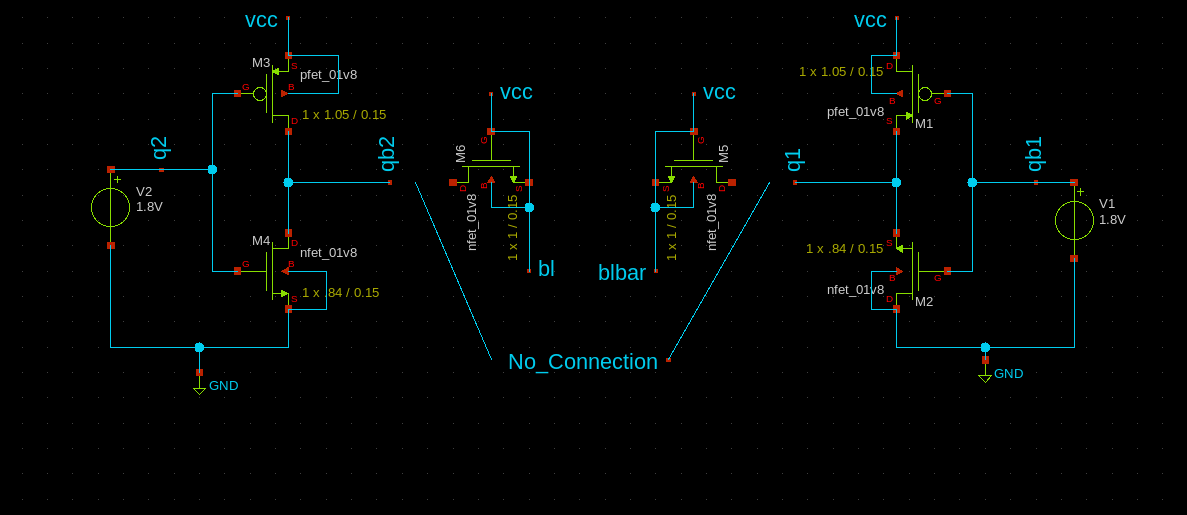 vcc
vcc
M3
S
pfet_01v8
G
B
1 x 1.05 / 0.15
D
vcc
vcc
1 x 1.05 / 0.15
D
B
G
pfet_01v8
S
M1
q2
qb2
M6
G
D
B
S
nfet_01v8
1 x 1 / 0.15
M5
G
S
B
D
1 x 1 / 0.15
nfet_01v8
q1
qb1
+
V2
1.8V
+
V1
1.8V
M4
D
nfet_01v8
G
B
S
1 x .84 / 0.15
bl
blbar
1 x .84 / 0.15
S
B
G
nfet_01v8
D
M2
No_Connection
GND
GND